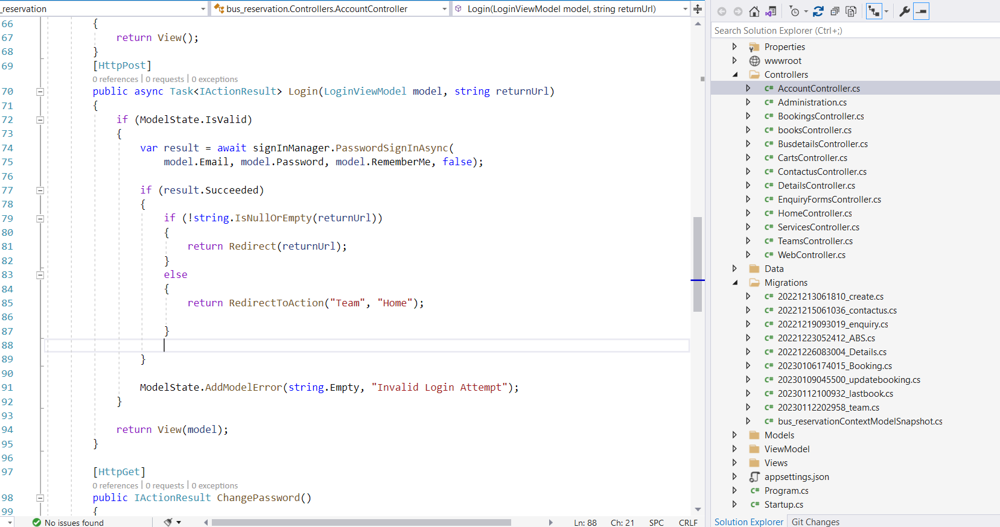 _reservation
bus_reservation.Controllers.AccountController
Login(LoginViewModel model, string returnUrl)
66 {
67 return View();
68 }
69 [HttpPost]
0 references | 0 requests | 0 exceptions
70 public async Task<IActionResult> Login(LoginViewModel model, string returnUrl)
71 {
72 if (ModelState.IsValid)
73 {
74 var result = await signInManager.PasswordSignInAsync(
75 model.Email, model.Password, model.RememberMe, false);
76
77 if (result.Succeeded)
78 {
79 if (!string.IsNullOrEmpty(returnUrl))
80 {
81 return Redirect(returnUrl);
82 }
83 else
84 {
85 return RedirectToAction("Team", "Home");
86
87 }
88
89 }
90
91 ModelState.AddModelError(string.Empty, "Invalid Login Attempt");
92 }
93
94 return View(model);
95 }
96
97 [HttpGet]
0 references | 0 requests | 0 exceptions
98 public IActionResult ChangePassword()
99 {
No issues found
Ln: 88 Ch: 21 SPC CRLF
Search Solution Explorer (Ctrl+;)
Properties
wwwroot
Controllers
C# AccountController.cs
C# Administration.cs
C# BookingsController.cs
C# booksController.cs
C# BusdetailsController.cs
C# CartsController.cs
C# ContactusController.cs
C# DetailsController.cs
C# EnquiryFormsController.cs
C# HomeController.cs
C# ServicesController.cs
C# TeamsController.cs
C# WebController.cs
Data
Migrations
C# 20221213061810_create.cs
C# 20221215061036_contactus.cs
C# 20221219093019_enquiry.cs
C# 20221223052412_ABS.cs
C# 20221226083004_Details.cs
C# 20230106174015_Booking.cs
C# 20230109045500_updatebooking.cs
C# 20230112100932_lastbook.cs
C# 20230112202958_team.cs
C# bus_reservationContextModelSnapshot.cs
Models
ViewModel
Views
appsettings.json
C# Program.cs
C# Startup.cs
Solution Explorer Git Changes